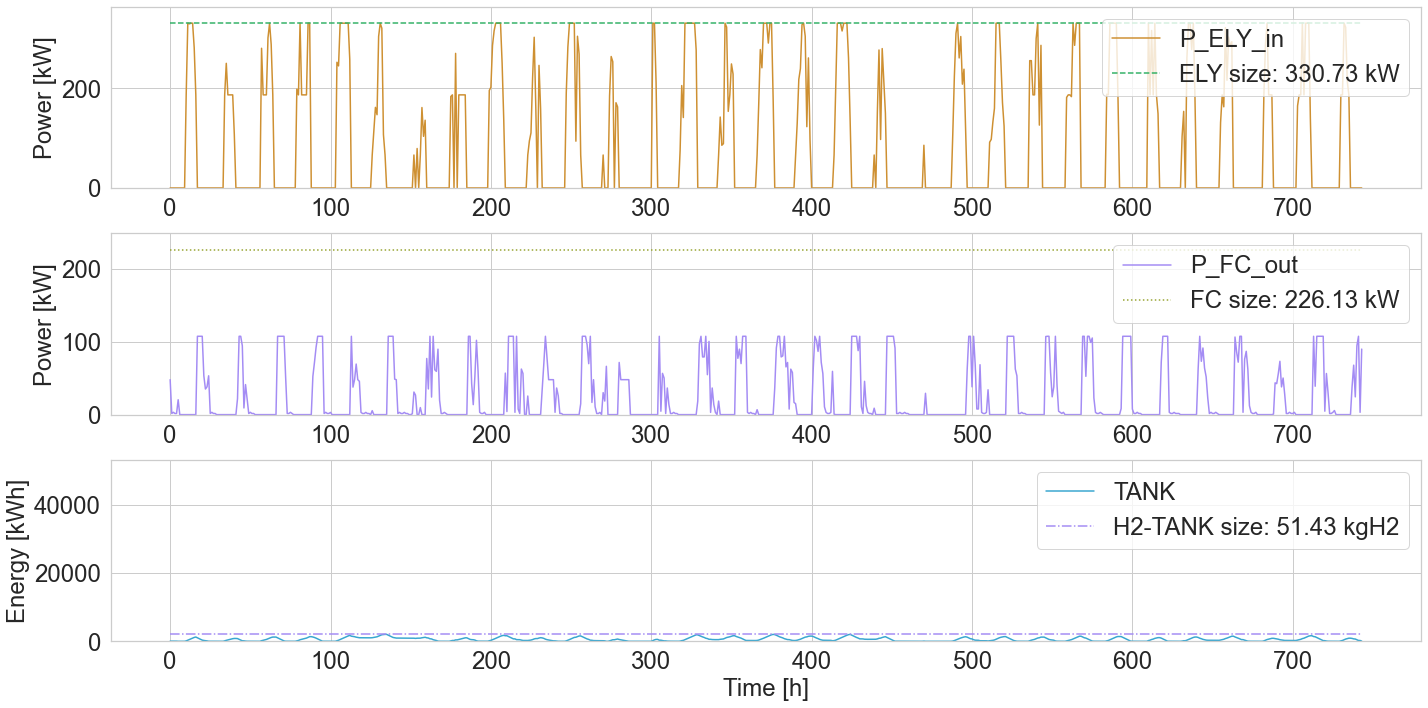 Power [kW]
200
0
P_ELY_in
ELY size: 330.73 kW
0 100 200 300 400 500 600 700
Power [kW]
200
100
0
P_FC_out
FC size: 226.13 kW
0 100 200 300 400 500 600 700
Energy [kWh]
40000
20000
0
TANK
H2-TANK size: 51.43 kgH2
0 100 200 300 400 500 600 700
Time [h]